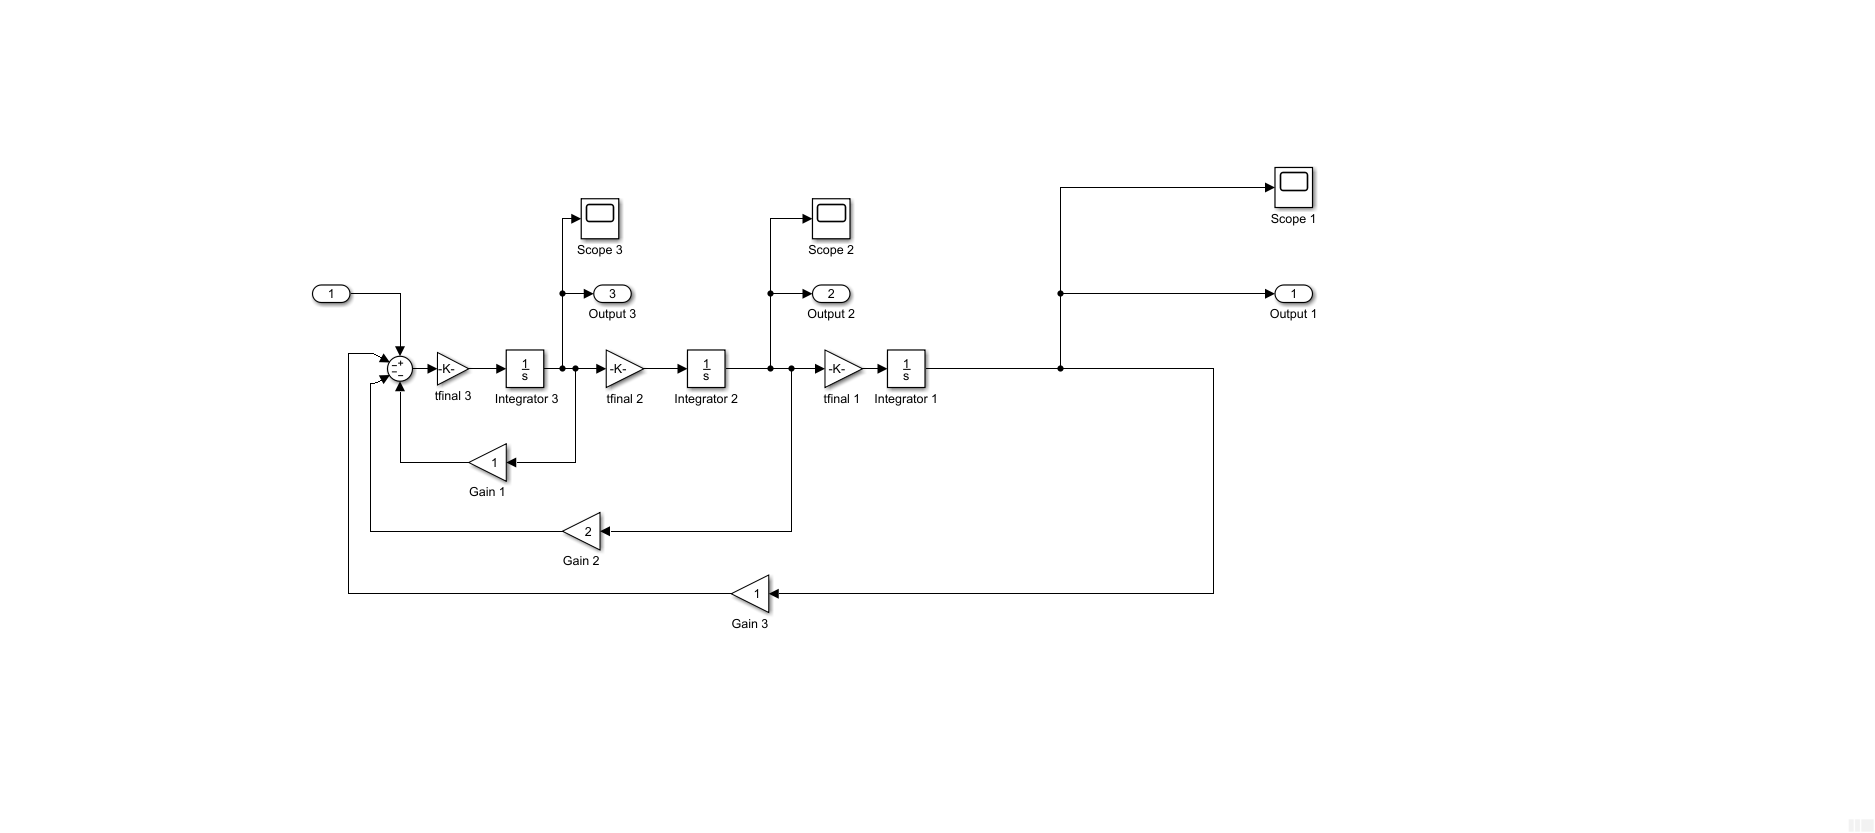 Scope 1
Scope 3
Scope 2
1
3
2
1
Output 3
Output 2
Output 1
+
−
−
−
-K-
1
s
-K-
1
s
-K-
1
s
tfinal 3
Integrator 3
tfinal 2
Integrator 2
tfinal 1
Integrator 1
1
Gain 1
2
Gain 2
1
Gain 3